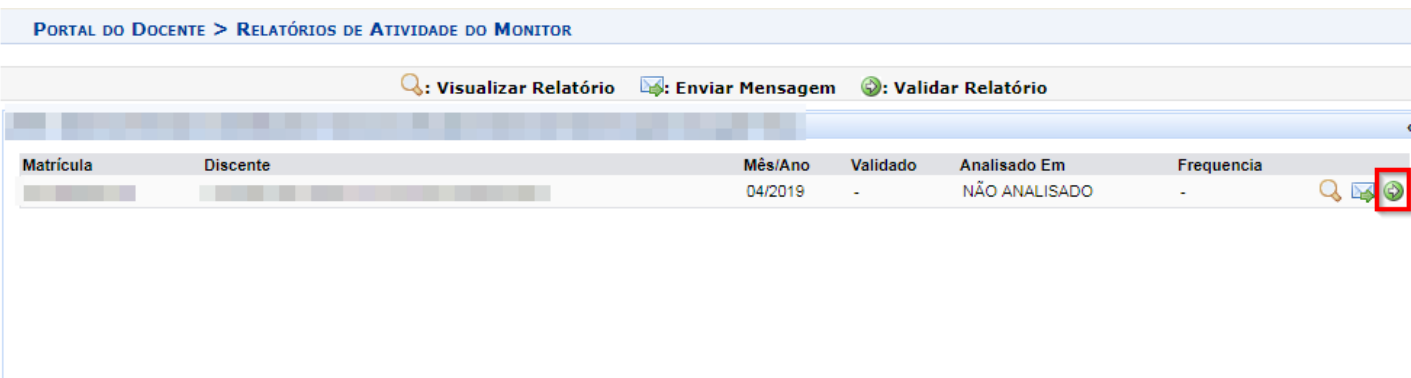 PORTAL DO DOCENTE > RELATÓRIOS DE ATIVIDADE DO MONITOR
: Visualizar Relatório : Enviar Mensagem : Validar Relatório
Matrícula Discente Mês/Ano Validado Analisado Em Frequencia
04/2019 - NÃO ANALISADO -